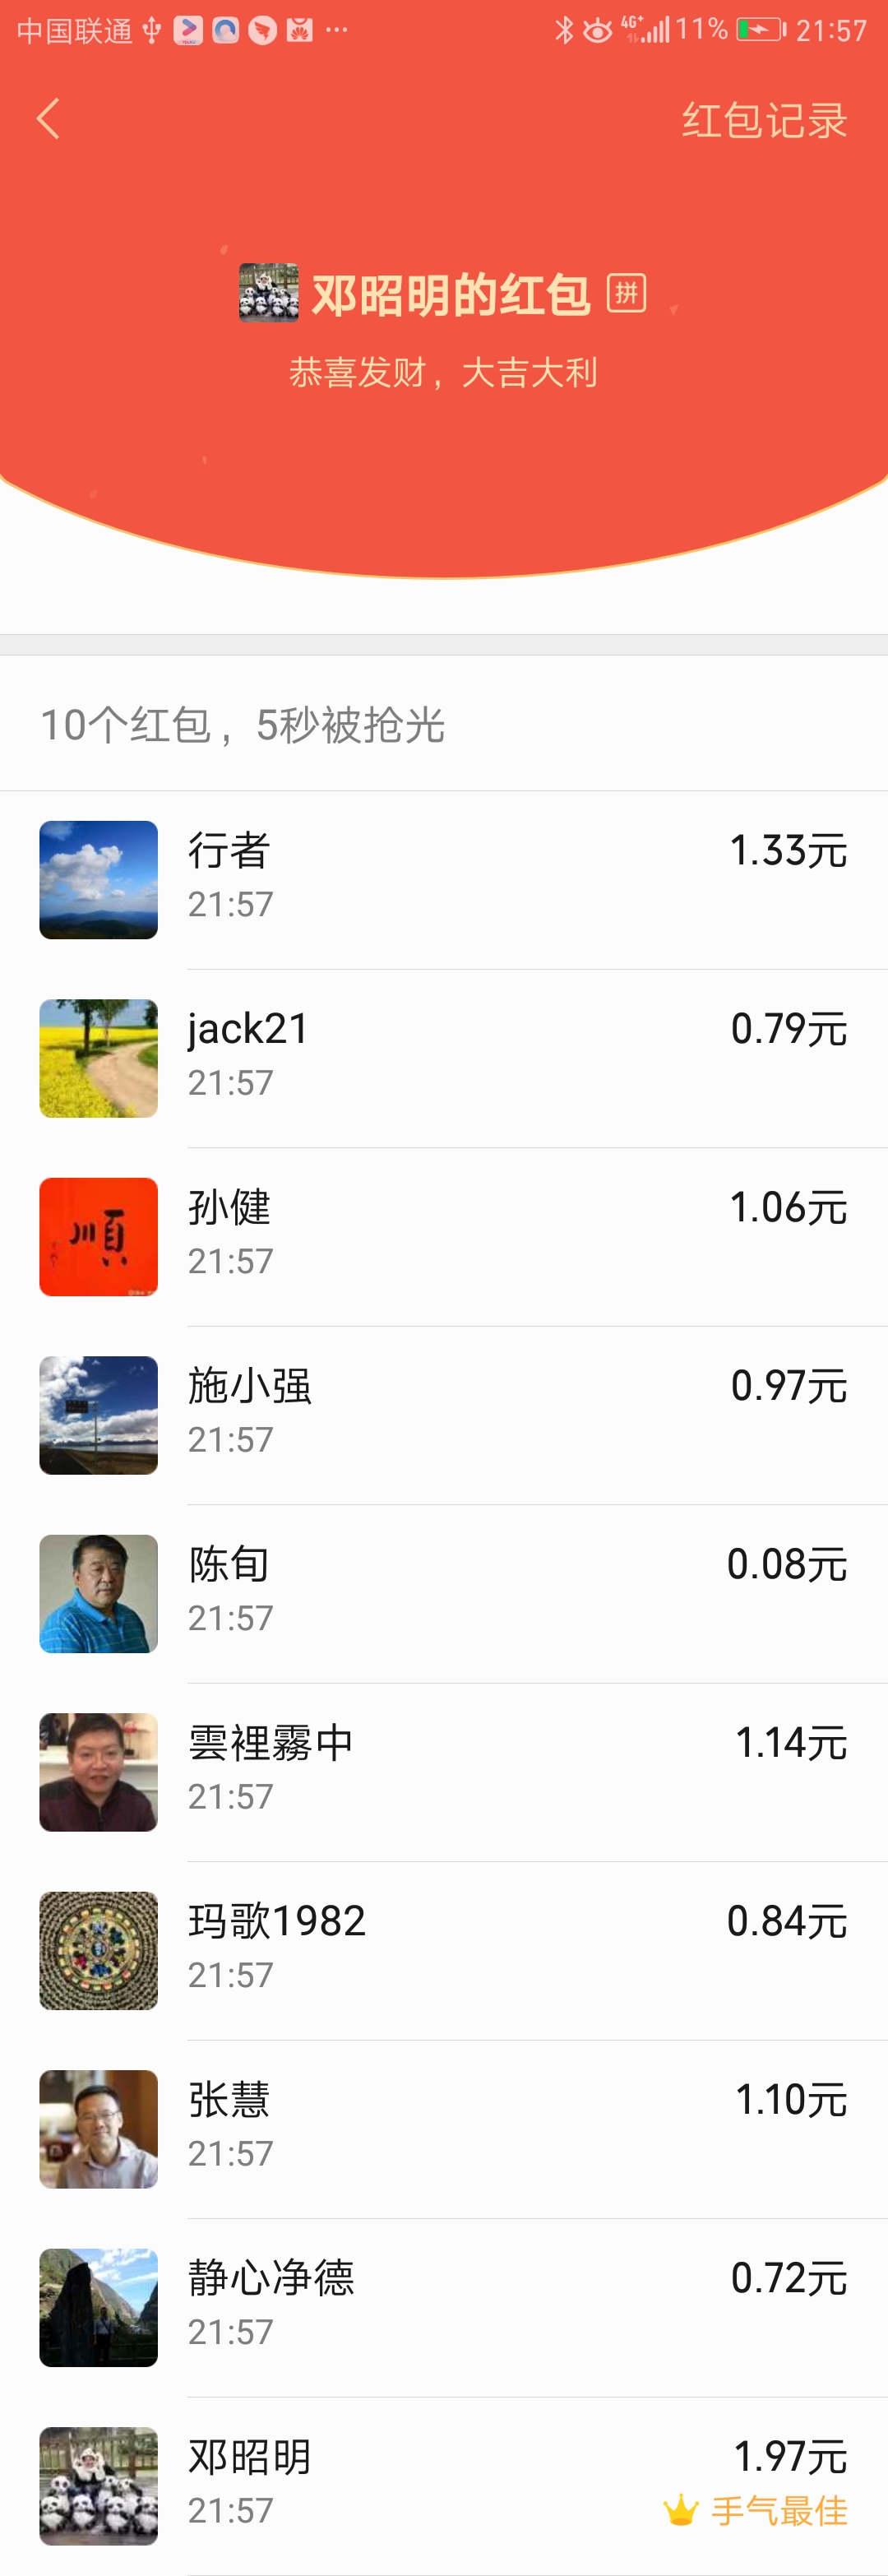 中国联通 4G+ 11% 21:57
红包记录
邓昭明的红包 拼
恭喜发财，大吉大利
10个红包，5秒被抢光
行者 1.33元
21:57
jack21 0.79元
21:57
孙健 1.06元
21:57
順
施小强 0.97元
21:57
陈旬 0.08元
21:57
雲裡霧中 1.14元
21:57
玛歌1982 0.84元
21:57
张慧 1.10元
21:57
静心净德 0.72元
21:57
邓昭明 1.97元
21:57 手气最佳